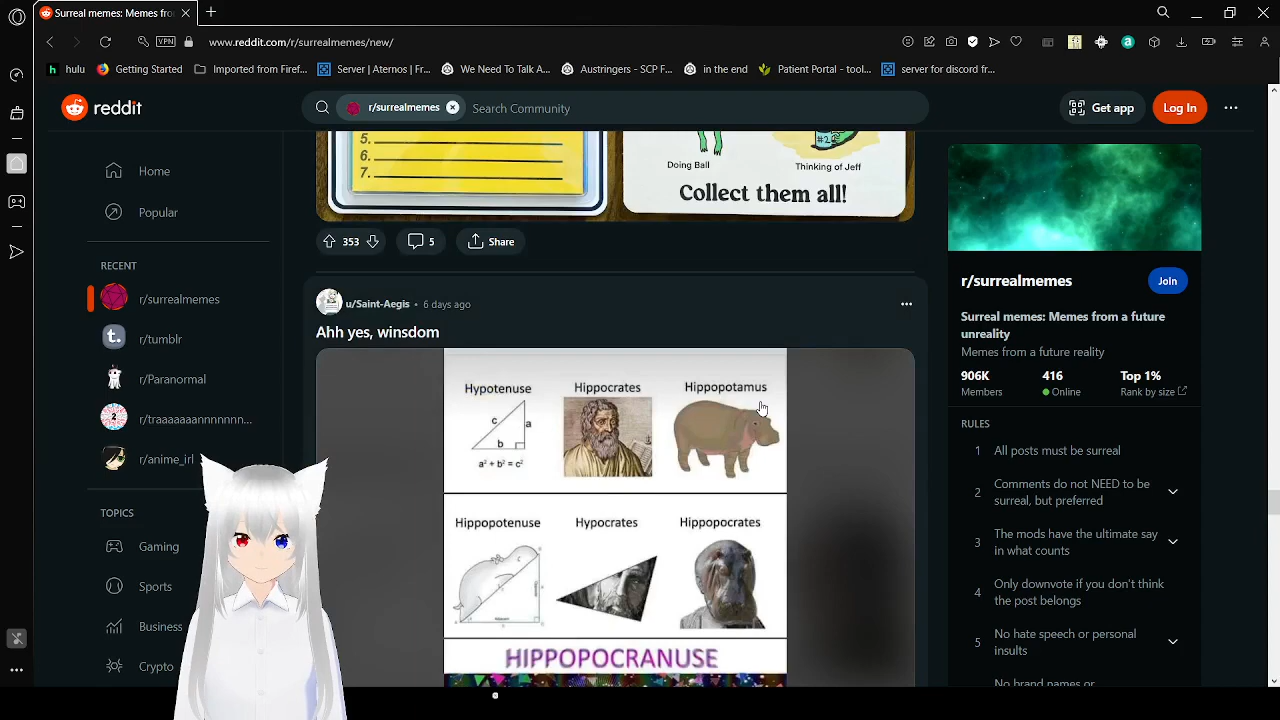 Surreal memes: Memes fro
www.reddit.com/r/surrealmemes/new/
VPN
hulu
Getting Started
Imported from Firef...
Server | Aternos | Fr...
We Need To Talk A...
Austringers - SCP F...
in the end
Patient Portal - tool...
server for discord fr...
reddit
r/surrealmemes
Search Community
Get app
Log In
Home
Popular
RECENT
r/surrealmemes
r/tumblr
r/Paranormal
r/traaaaaaannnnnnn...
r/anime_irl
TOPICS
Gaming
Sports
Business
Crypto
5.
6.
7.
#2
Doing Ball
Thinking of Jeff
Collect them all!
353
5
Share
u/Saint-Aegis • 6 days ago
Ahh yes, winsdom
Hypotenuse
Hippocrates
Hippopotamus
c
a
b
a² + b² = c²
Hippopotenuse
Hypocrates
Hippopocrates
HIPPOPOCRANUSE
r/surrealmemes
Join
Surreal memes: Memes from a future
unreality
Memes from a future reality
906K
416
Top 1%
Members
Online
Rank by size
RULES
1 All posts must be surreal
2 Comments do not NEED to be
surreal, but preferred
3 The mods have the ultimate say
in what counts
4 Only downvote if you don't think
the post belongs
5 No hate speech or personal
insults
No brand names or